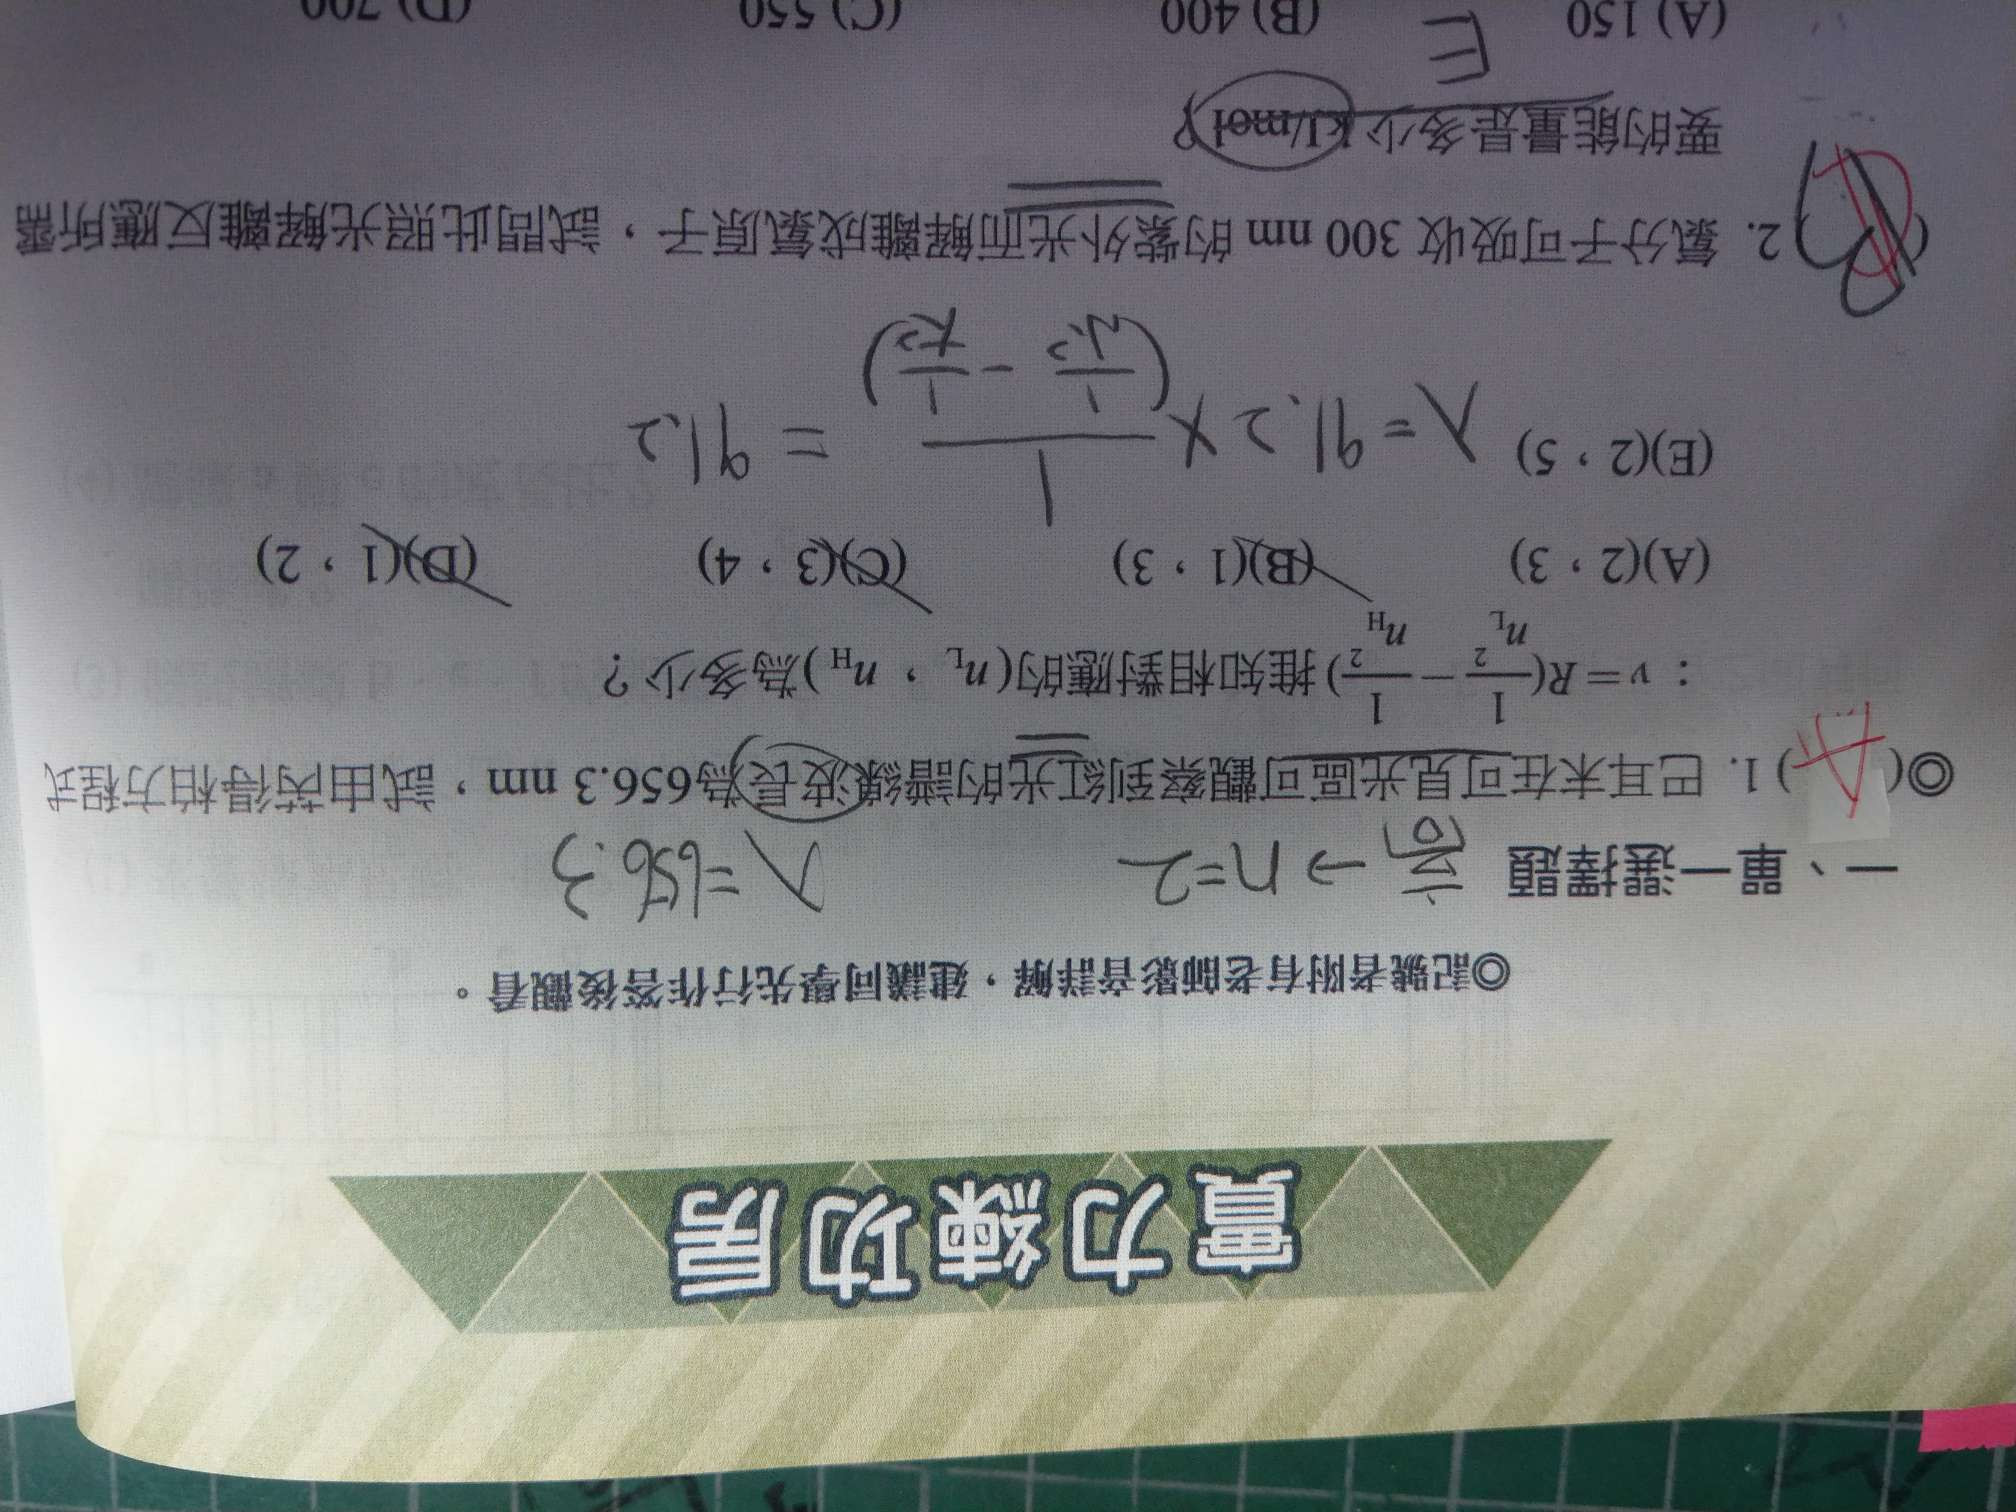 實力練功房
◎記號者附有老師影音詳解，建議同學先行作答後觀看。
一、單一選擇題 高 → n=2 λ=656.3
◎( A ) 1. 巴耳末在可見光區可觀察到紅光的譜線波長為656.3 nm，試由芮得柏方程式
：ν = R(1/nL² − 1/nH²) 推知相對應的(nL，nH)為多少？
(A)(2，3) (B)(1，3) (C)(3，4) (D)(1，2)
(E)(2，5) λ = 91.2 × 1/(1/ − 1/) = 91.2
( B ) 2. 氯分子可吸收 300 nm 的紫外光而解離成氯原子，試問此照光解離反應所需
要的能量是多少 kJ/mol？
E
(A) 150 (B) 400 (C) 550 (D) 700